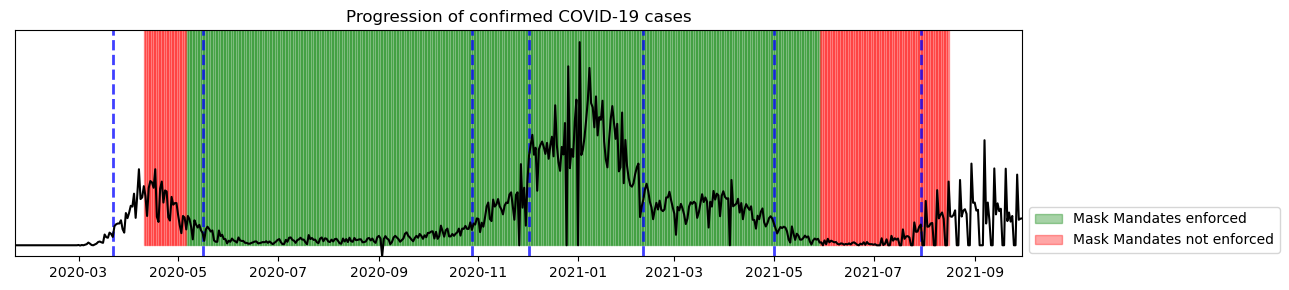 Progression of confirmed COVID-19 cases
Mask Mandates enforced
Mask Mandates not enforced
2020-03 2020-05 2020-07 2020-09 2020-11 2021-01 2021-03 2021-05 2021-07 2021-09